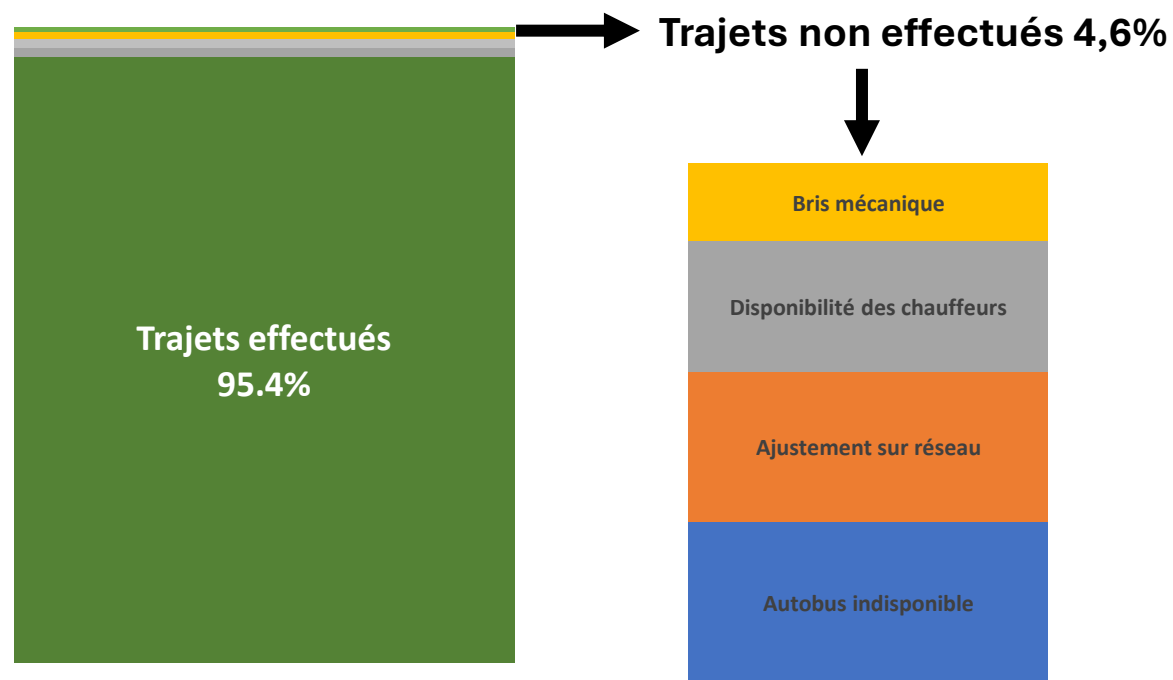 Trajets non effectués 4,6%
Trajets effectués
95.4%
Bris mécanique
Disponibilité des chauffeurs
Ajustement sur réseau
Autobus indisponible